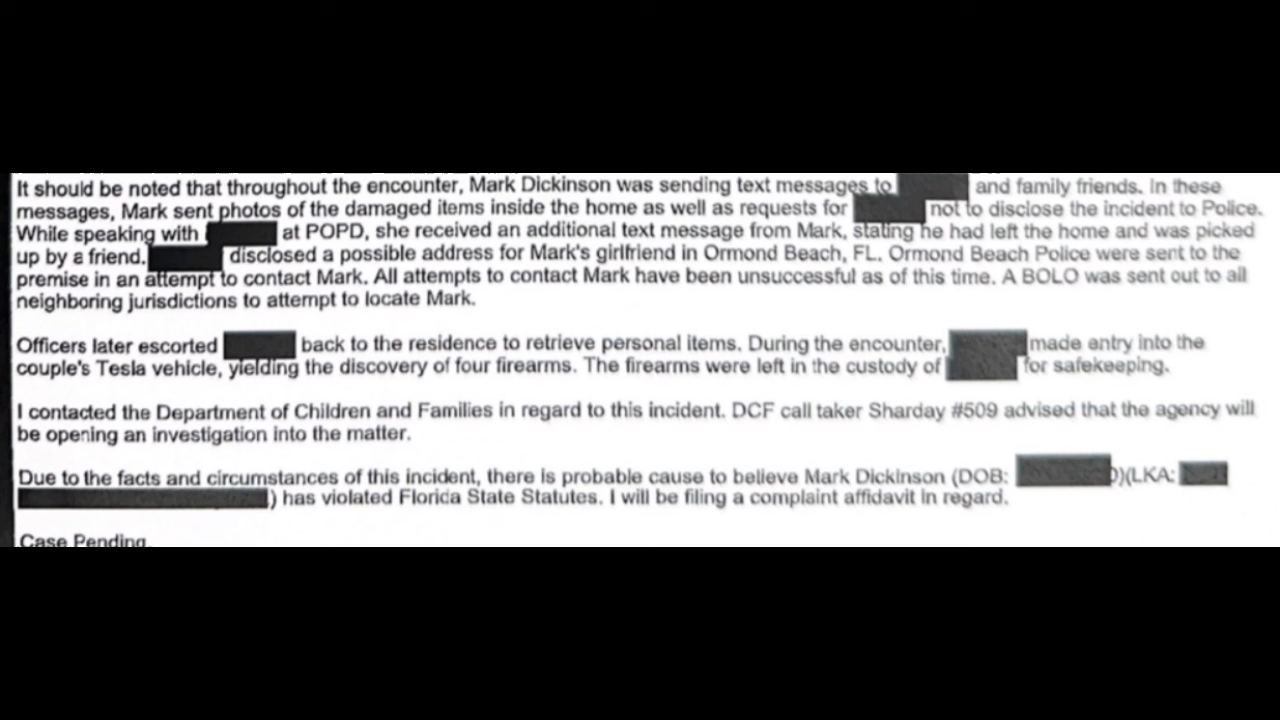 It should be noted that throughout the encounter, Mark Dickinson was sending text messages to and family friends. In these
messages, Mark sent photos of the damaged items inside the home as well as requests for not to disclose the incident to Police.
While speaking with at POPD, she received an additional text message from Mark, stating he had left the home and was picked
up by a friend. disclosed a possible address for Mark's girlfriend in Ormond Beach, FL. Ormond Beach Police were sent to the
premise in an attempt to contact Mark. All attempts to contact Mark have been unsuccessful as of this time. A BOLO was sent out to all
neighboring jurisdictions to attempt to locate Mark.
Officers later escorted back to the residence to retrieve personal items. During the encounter, made entry into the
couple's Tesla vehicle, yielding the discovery of four firearms. The firearms were left in the custody of for safekeeping.
I contacted the Department of Children and Families in regard to this incident. DCF call taker Sharday #509 advised that the agency will
be opening an investigation into the matter.
Due to the facts and circumstances of this incident, there is probable cause to believe Mark Dickinson (DOB: )(LKA:
) has violated Florida State Statutes. I will be filing a complaint affidavit in regard.
Case Pending